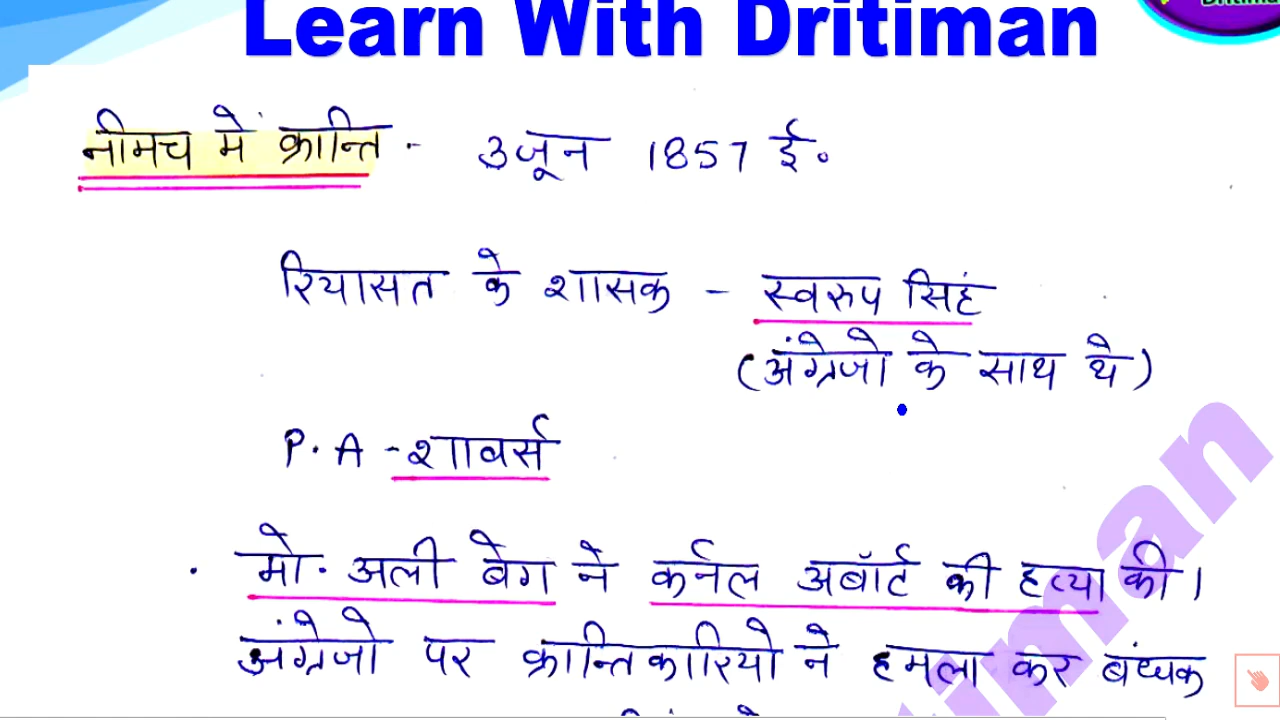 Learn With Dritiman
Dritiman
नीमच में क्रान्ति - 3 जून 1857 ई.
रियासत के शासक - स्वरुप सिंह
(अंग्रेजो के साथ थे)
P. A - शावर्स
. मो. अली बेग ने कर्नल अबॉर्ट की हत्या की।
अंग्रेजो पर क्रान्तिकारियो ने हमला कर बंधक